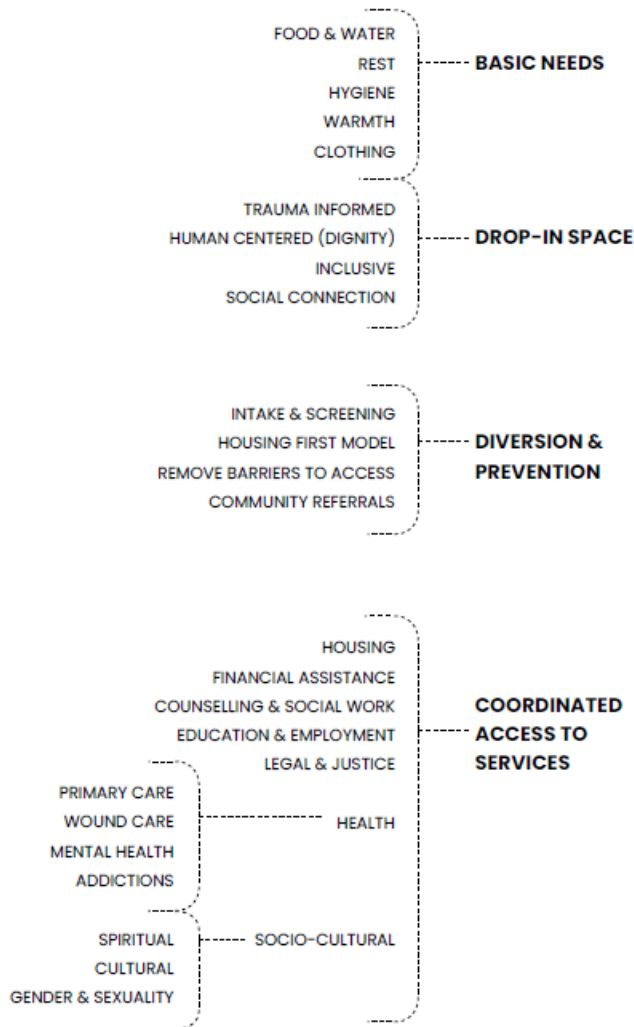 FOOD & WATER
REST
HYGIENE
WARMTH
CLOTHING
BASIC NEEDS
TRAUMA INFORMED
HUMAN CENTERED (DIGNITY)
INCLUSIVE
SOCIAL CONNECTION
DROP-IN SPACE
INTAKE & SCREENING
HOUSING FIRST MODEL
REMOVE BARRIERS TO ACCESS
COMMUNITY REFERRALS
DIVERSION &
PREVENTION
HOUSING
FINANCIAL ASSISTANCE
COUNSELLING & SOCIAL WORK
EDUCATION & EMPLOYMENT
LEGAL & JUSTICE
COORDINATED
ACCESS TO
SERVICES
PRIMARY CARE
WOUND CARE
MENTAL HEALTH
ADDICTIONS
HEALTH
SPIRITUAL
CULTURAL
GENDER & SEXUALITY
SOCIO-CULTURAL